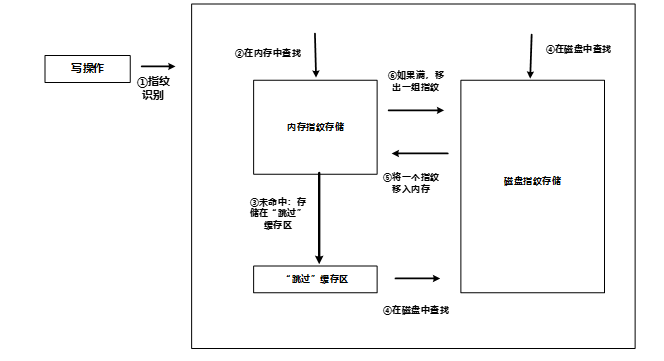 写操作
①指纹
识别
②在内存中查找
④在磁盘中查找
⑥如果满，移
出一组指纹
内存指纹存储
⑤将一个指纹
移入内存
磁盘指纹存储
③未命中：存
储在“跳过”
缓存区
“跳过”缓存区
④在磁盘中查找